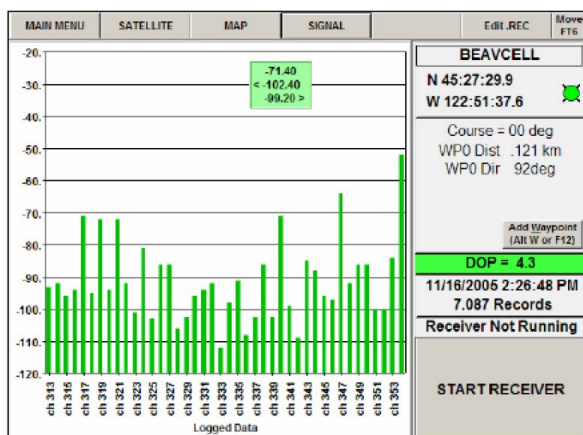 MAIN MENU
SATELLITE
MAP
SIGNAL
Edit .REC
Move
FT6
-20.
-30.
-40.
-50.
-60.
-70.
-80.
-90.
-100.
-110.
-120.
-71.40
< -102.40
-99.20 >
ch 313
ch 315
ch 316
ch 317
ch 319
ch 321
ch 323
ch 325
ch 327
ch 329
ch 331
ch 333
ch 335
ch 337
ch 339
ch 341
ch 343
ch 345
ch 347
ch 349
ch 351
ch 353
Logged Data
BEAVCELL
N 45:27:29.9
W 122:51:37.6
Course = 00 deg
WP0 Dist .121 km
WP0 Dir 92deg
Add Waypoint
(Alt W or F12)
DOP = 4.3
11/16/2005 2:26:48 PM
7.087 Records
Receiver Not Running
START RECEIVER